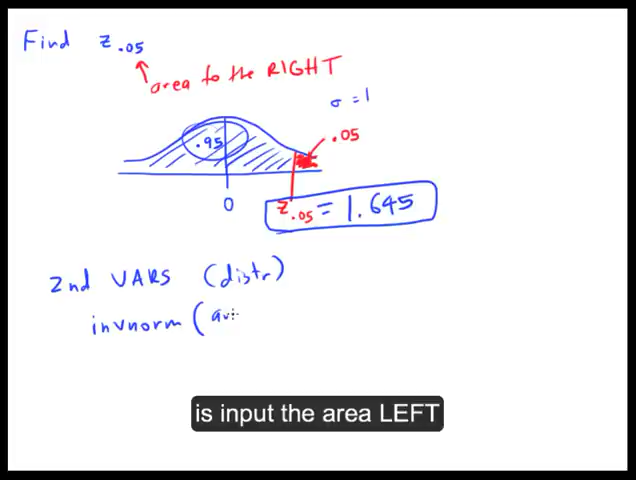 Find z.05
area to the RIGHT
σ = 1
.95
.05
0
z.05 = 1.645
2nd VARS (distr)
invnorm (
is input the area LEFT